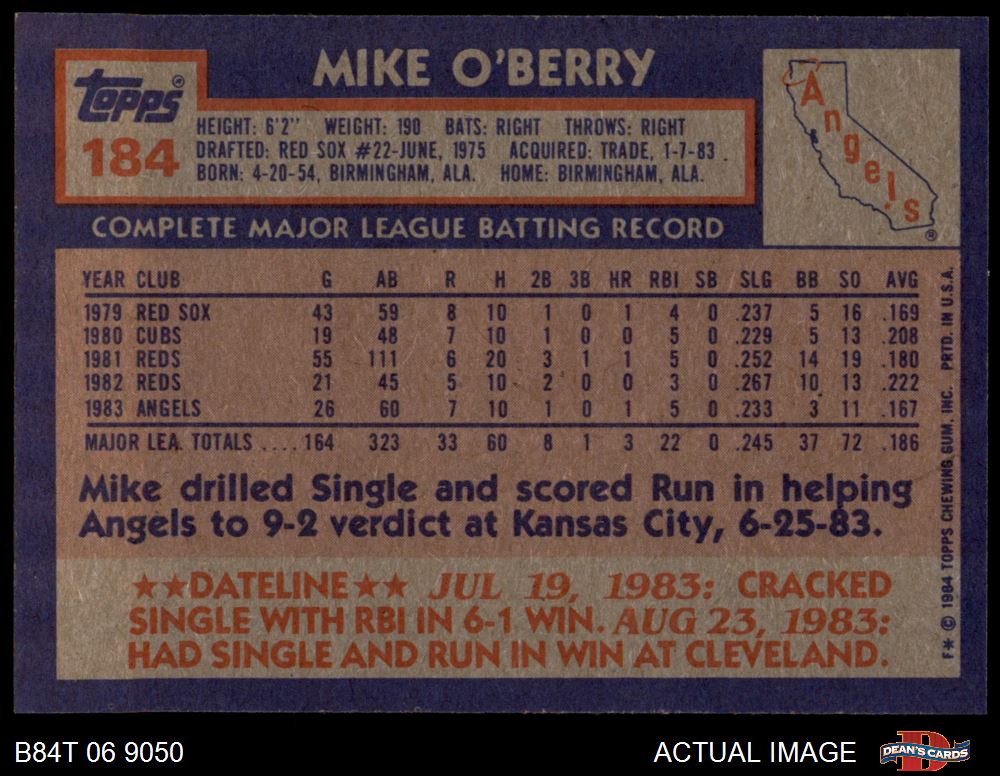 MIKE O'BERRY
topps®
184
HEIGHT: 6'2" WEIGHT: 190 BATS: RIGHT THROWS: RIGHT
DRAFTED: RED SOX #22-JUNE, 1975 ACQUIRED: TRADE, 1-7-83.
BORN: 4-20-54, BIRMINGHAM, ALA. HOME: BIRMINGHAM, ALA.
Angels
®
COMPLETE MAJOR LEAGUE BATTING RECORD
YEAR CLUB G AB R H 2B 3B HR RBI SB SLG BB SO AVG
1979 RED SOX 43 59 8 10 1 0 1 4 0 .237 5 16 .169
1980 CUBS 19 48 7 10 1 0 0 5 0 .229 5 13 .208
1981 REDS 55 111 6 20 3 1 1 5 0 .252 14 19 .180
1982 REDS 21 45 5 10 2 0 0 3 0 .267 10 13 .222
1983 ANGELS 26 60 7 10 1 0 1 5 0 .233 3 11 .167
MAJOR LEA. TOTALS ....164 323 33 60 8 1 3 22 0 .245 37 72 .186
Mike drilled Single and scored Run in helping
Angels to 9-2 verdict at Kansas City, 6-25-83.
★★DATELINE★★ JUL 19, 1983: CRACKED
SINGLE WITH RBI IN 6-1 WIN. AUG 23, 1983:
HAD SINGLE AND RUN IN WIN AT CLEVELAND.
F* © 1984 TOPPS CHEWING GUM, INC. PRTD. IN U.S.A.
B84T 06 9050
ACTUAL IMAGE
D
DEAN'S CARDS